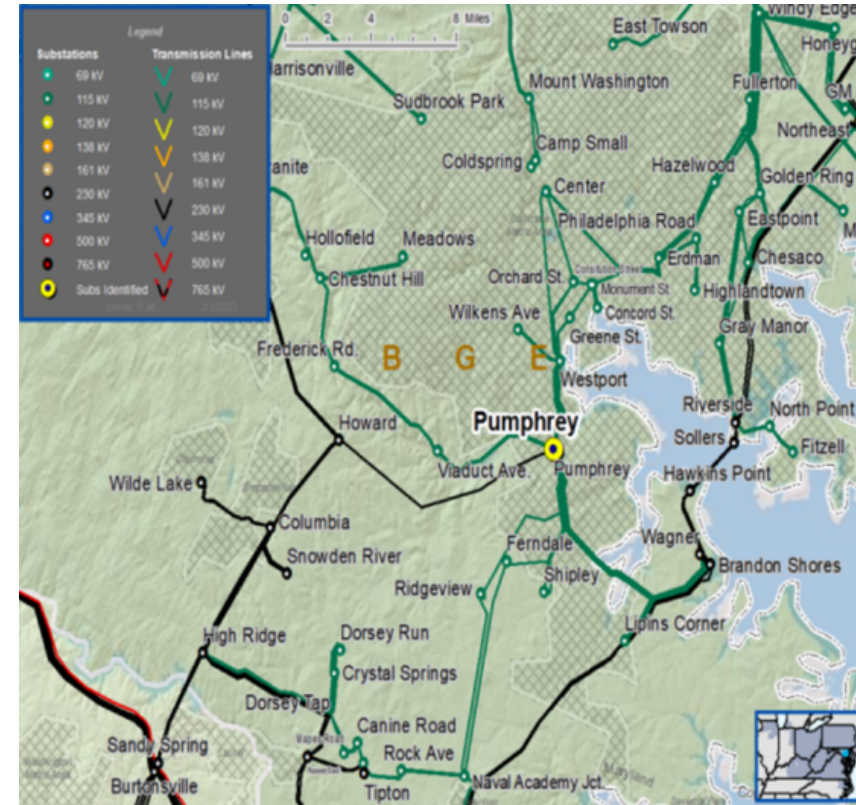 Legend
Substations Transmission Lines
69 kV 69 kV
115 kV 115 kV
120 kV 120 kV
138 kV 138 kV
161 kV 161 kV
230 kV 230 kV
345 kV 345 kV
500 kV 500 kV
765 kV 765 kV
Subs Identified
0 2 4 8 Miles
Windy Edge
East Towson
Honeyg
arrisonville
Mount Washington
Fullerton
Sudbrook Park
GM
Northeast
Camp Small
Coldspring
Hazelwood
anite
Golden Ring
Center
Philadelphia Road
Eastpoint
M
Hollofield
Meadows
Erdman
Chesaco
Chestnut Hill
Orchard St.
Constitution Street
Monument St.
Highlandtown
Wilkens Ave
Concord St.
Gray Manor
Greene St.
Frederick Rd.
B G E
Westport
Riverside
North Point
Howard
Pumphrey
Sollers
Fitzell
Viaduct Ave.
Pumphrey
Hawkins Point
Wilde Lake
Columbia
Wagner
Ferndale
Snowden River
Shipley
Brandon Shores
Ridgeview
Lipins Corner
High Ridge
Dorsey Run
Crystal Springs
Dorsey Tap
Canine Road
Sandy Spring
Rock Ave
Burtonsville
Tipton
Naval Academy Jct.
Maryland